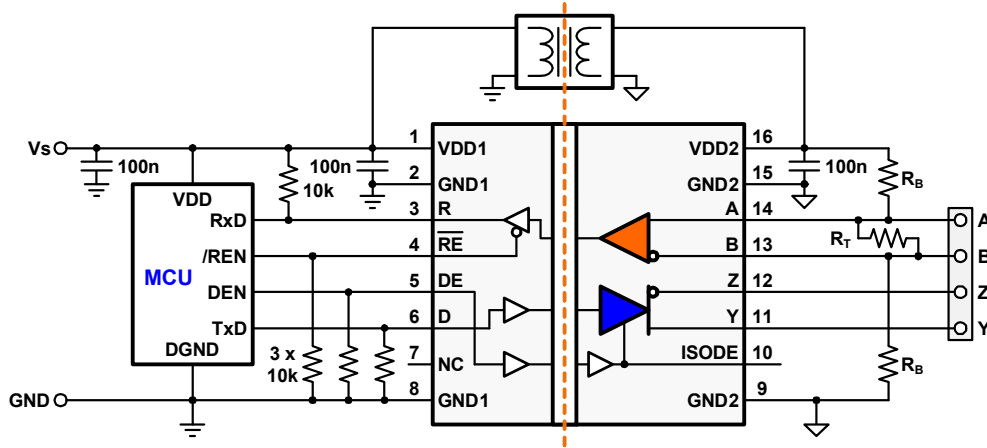 Vs
100n
VDD
MCU
RxD
/REN
DEN
TxD
DGND
GND
10k
100n
3 x
10k
1
2
3
4
5
6
7
8
VDD1
GND1
R
RE
DE
D
NC
GND1
VDD2
GND2
A
B
Z
Y
ISODE
GND2
16
15
14
13
12
11
10
9
100n
RB
RT
RB
A
B
Z
Y